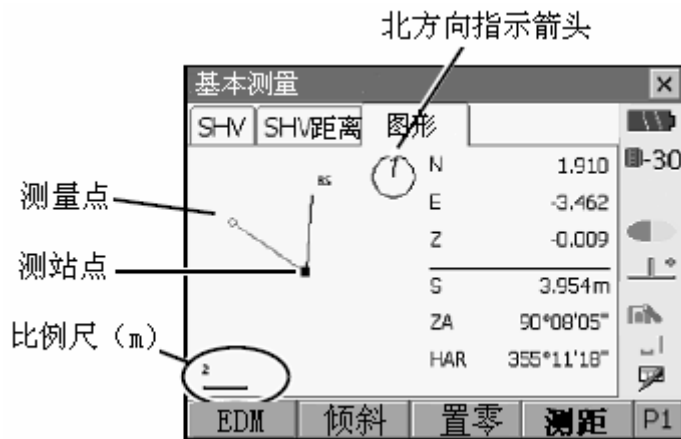 北方向指示箭头
基本测量
SHV SHV距离 图形
BS
N 1.910
-30
测量点
E -3.462
Z -0.009
测站点
S 3.954m
ZA 90°08'05"
比例尺（m）
HAR 355°11'18"
2
EDM 倾斜 置零 测距 P1